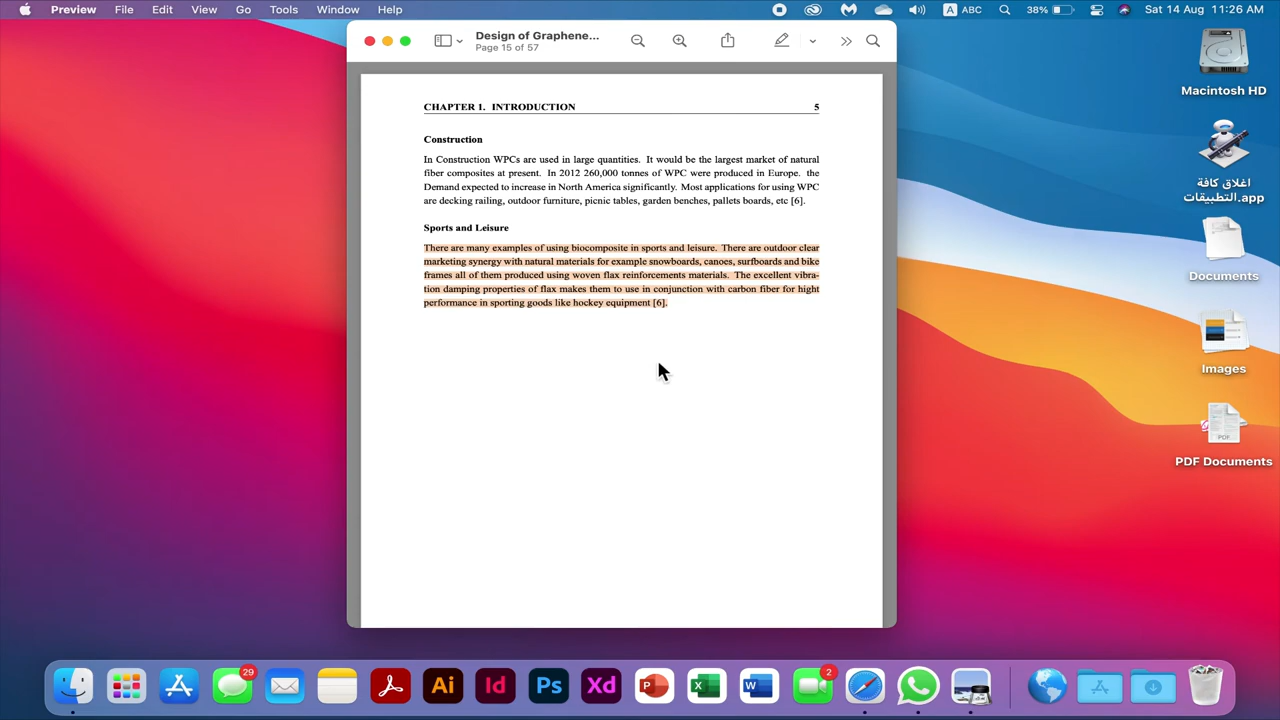 Preview File Edit View Go Tools Window Help
A ABC 38% Sat 14 Aug 11:26 AM
Design of Graphene...
Page 15 of 57
CHAPTER 1. INTRODUCTION 5
Construction
In Construction WPCs are used in large quantities. It would be the largest market of natural
fiber composites at present. In 2012 260,000 tonnes of WPC were produced in Europe. the
Demand expected to increase in North America significantly. Most applications for using WPC
are decking railing, outdoor furniture, picnic tables, garden benches, pallets boards, etc [6].
Sports and Leisure
There are many examples of using biocomposite in sports and leisure. There are outdoor clear
marketing synergy with natural materials for example snowboards, canoes, surfboards and bike
frames all of them produced using woven flax reinforcements materials. The excellent vibra-
tion damping properties of flax makes them to use in conjunction with carbon fiber for hight
performance in sporting goods like hockey equipment [6].
Macintosh HD
اغلاق كافة
التطبيقات.app
Documents
Images
PDF
PDF Documents
29
Ai
Id
Ps
Xd
P
X
W
2